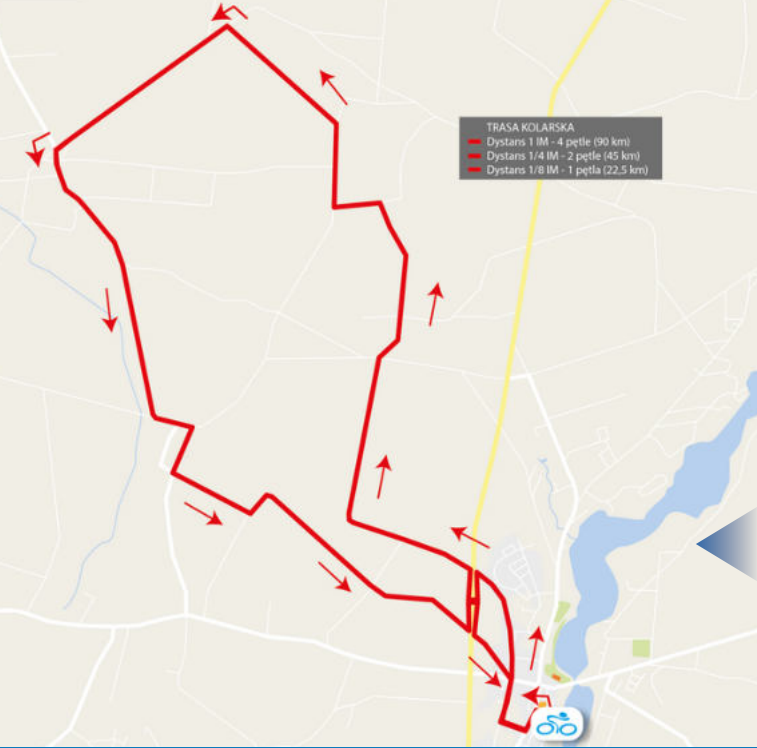 TRASA KOLARSKA
Dystans 1 IM - 4 pętle (90 km)
Dystans 1/4 IM - 2 pętle (45 km)
Dystans 1/8 IM - 1 pętla (22,5 km)